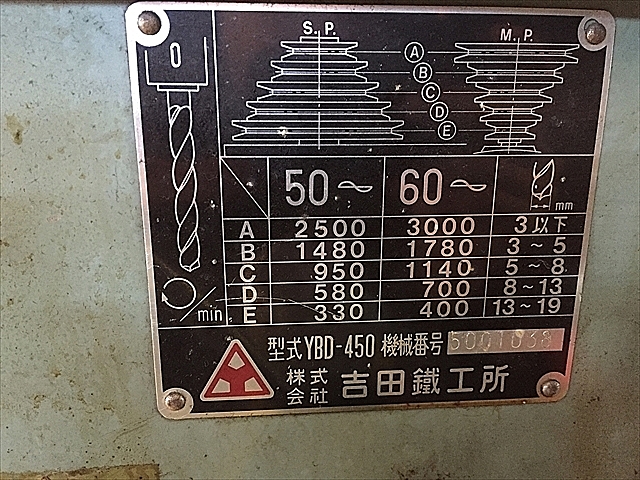 S.P. M.P.
A
B
C
D
E
50~ 60~ mm
A 2500 3000 3以下
B 1480 1780 3~5
C 950 1140 5~8
D 580 700 8~13
E 330 400 13~19
/min
型式 YBD-450 機械番号 5001038
株式会社 吉田鐵工所